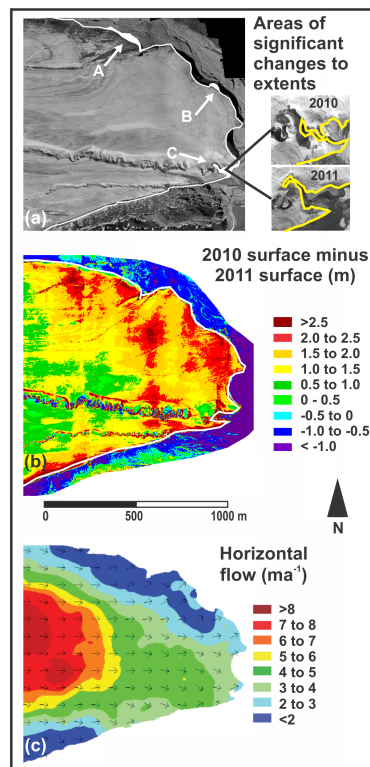 Areas of
significant
changes to
extents
A
B
C
2010
2011
(a)
2010 surface minus
2011 surface (m)
>2.5
2.0 to 2.5
1.5 to 2.0
1.0 to 1.5
0.5 to 1.0
0 - 0.5
-0.5 to 0
-1.0 to -0.5
< -1.0
(b)
0 500 1000 m
N
Horizontal
flow (ma⁻¹)
>8
7 to 8
6 to 7
5 to 6
4 to 5
3 to 4
2 to 3
<2
(c)